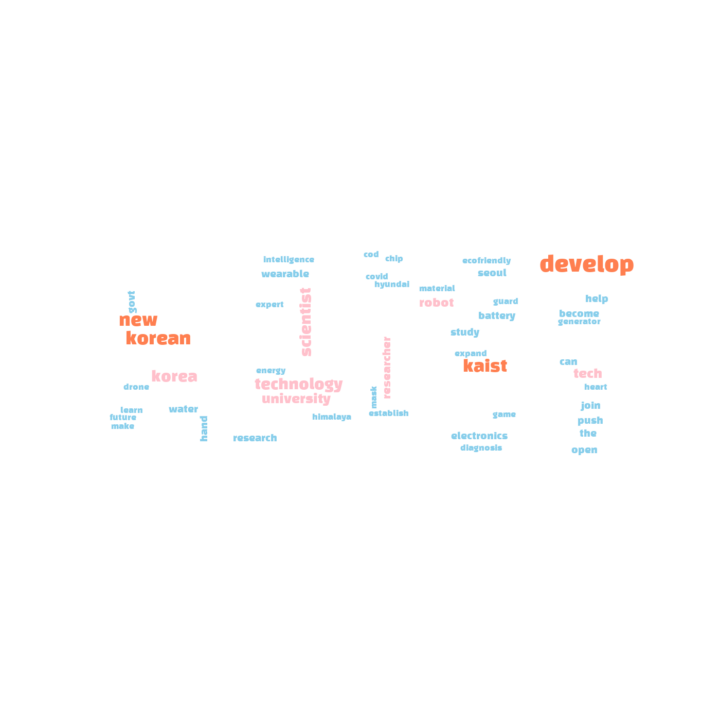 cod
chip
intelligence
ecofriendly
develop
wearable
seoul
covid
hyundai
material
govt
help
robot
guard
expert
new
become
battery
generator
scientist
study
korean
expand
can
kaist
energy
korea
tech
researcher
technology
drone
heart
mask
university
join
learn
water
establish
game
future
himalaya
push
make
hand
the
electronics
research
diagnosis
open